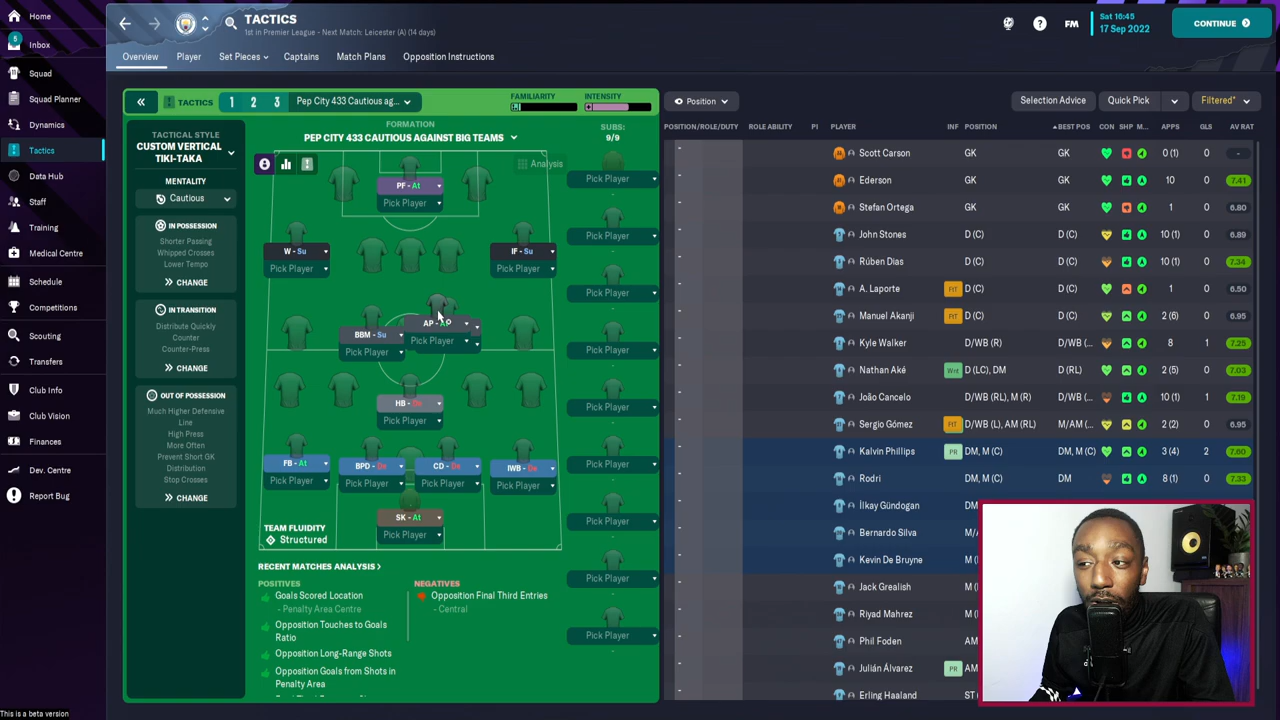 Home
Inbox
5
Squad
Squad Planner
Dynamics
Tactics
Data Hub
Staff
Training
Medical Centre
Schedule
Competitions
Scouting
Transfers
Club Info
Club Vision
Finances
Dev. Centre
Report Bug
This is a beta version
TACTICS
1st in Premier League - Next Match: Leicester (A) (14 days)
FM
Sat 16:45
17 Sep 2022
CONTINUE
Overview
Player
Set Pieces
Captains
Match Plans
Opposition Instructions
TACTICS
1 2 3
Pep City 433 Cautious ag...
FAMILIARITY
INTENSITY
TACTICAL STYLE
CUSTOM VERTICAL
TIKI-TAKA
MENTALITY
Cautious
IN POSSESSION
Shorter Passing
Whipped Crosses
Lower Tempo
CHANGE
IN TRANSITION
Distribute Quickly
Counter
Counter-Press
CHANGE
OUT OF POSSESSION
Much Higher Defensive
Line
High Press
More Often
Prevent Short GK
Distribution
Stop Crosses
CHANGE
FORMATION
PEP CITY 433 CAUTIOUS AGAINST BIG TEAMS
Analysis
PF - At
Pick Player
W - Su
Pick Player
IF - Su
Pick Player
BBM - Su
Pick Player
AP - At
Pick Player
HB - De
Pick Player
FB - At
Pick Player
BPD - De
Pick Player
CD - De
Pick Player
IWB - De
Pick Player
SK - At
Pick Player
TEAM FLUIDITY
Structured
RECENT MATCHES ANALYSIS
POSITIVES
Goals Scored Location
- Penalty Area Centre
Opposition Touches to Goals
Ratio
Opposition Long-Range Shots
Opposition Goals from Shots in
Penalty Area
NEGATIVES
Opposition Final Third Entries
- Central
SUBS:
9/9
Pick Player
-
Pick Player
-
Pick Player
-
Pick Player
-
Pick Player
-
Pick Player
-
Pick Player
-
Pick Player
-
Pick Player
-
Position
Selection Advice
Quick Pick
Filtered*
POSITION/ROLE/DUTY ROLE ABILITY PI PLAYER INF POSITION BEST POS CON SHP M... APPS GLS AV RAT
- Scott Carson GK GK 0 (1) 0 -
- Ederson GK GK 10 0 7.41
- Stefan Ortega GK GK 1 0 6.80
- John Stones D (C) D (C) 10 (1) 0 6.89
- Rúben Dias D (C) D (C) 10 (1) 0 7.34
- A. Laporte FIT D (C) D (C) 1 0 6.50
- Manuel Akanji FIT D (C) D (C) 2 (6) 0 6.96
- Kyle Walker D/WB (R) D/WB (... 8 1 7.25
- Nathan Aké Wnt D (LC), DM D (RL) 2 (5) 0 7.03
- João Cancelo D/WB (RL), M (R) D/WB (... 10 (1) 1 7.19
- Sergio Gómez FIT D/WB (L), AM (RL) M/AM (... 2 (2) 0 6.95
- Kalvin Phillips PR DM, M (C) DM, M (C) 3 (4) 2 7.00
- Rodri DM, M (C) DM 8 (1) 0 7.33
- İlkay Gündogan DM
- Bernardo Silva M/A
- Kevin De Bruyne M (
- Jack Grealish M (
- Riyad Mahrez M (
- Phil Foden AM
- Julián Álvarez PR AM
Erling Haaland ST (